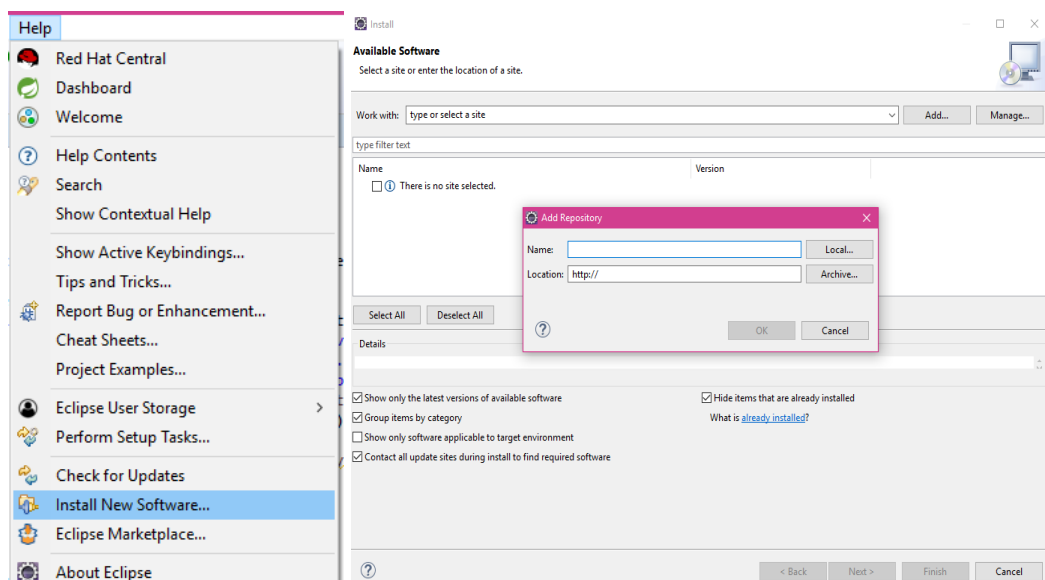 Help
Red Hat Central
Dashboard
Welcome
Help Contents
Search
Show Contextual Help
Show Active Keybindings...
Tips and Tricks...
Report Bug or Enhancement...
Cheat Sheets...
Project Examples...
Eclipse User Storage
Perform Setup Tasks...
Check for Updates
Install New Software...
Eclipse Marketplace...
About Eclipse
Install
Available Software
Select a site or enter the location of a site.
Work with: type or select a site Add... Manage...
type filter text
Name Version
There is no site selected.
Add Repository
Name: Local...
Location: http:// Archive...
OK Cancel
Select All Deselect All
Details
Show only the latest versions of available software Hide items that are already installed
Group items by category What is already installed?
Show only software applicable to target environment
Contact all update sites during install to find required software
< Back Next > Finish Cancel